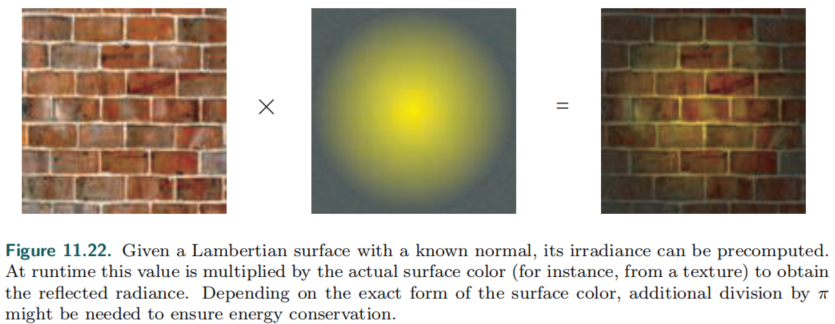 × =
Figure 11.22. Given a Lambertian surface with a known normal, its irradiance can be precomputed.
At runtime this value is multiplied by the actual surface color (for instance, from a texture) to obtain
the reflected radiance. Depending on the exact form of the surface color, additional division by π
might be needed to ensure energy conservation.